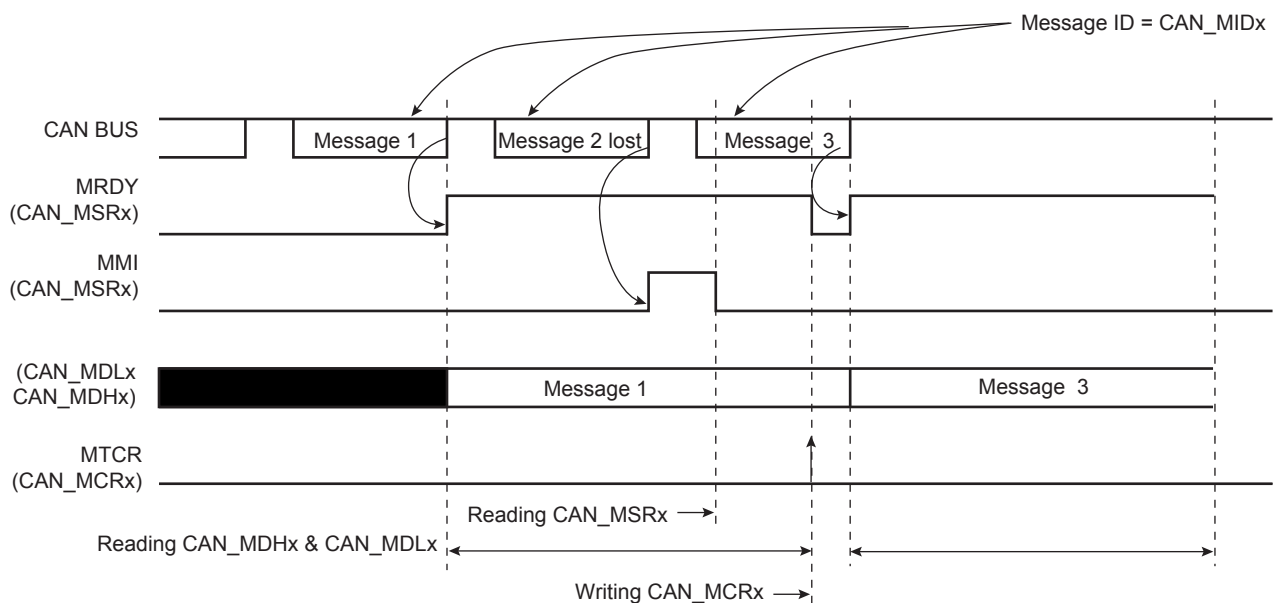 Message ID = CAN_MIDx
CAN BUS
Message 1
Message 2 lost
Message 3
MRDY
(CAN_MSRx)
MMI
(CAN_MSRx)
(CAN_MDLx
CAN_MDHx)
Message 1
Message 3
MTCR
(CAN_MCRx)
Reading CAN_MSRx
Reading CAN_MDHx & CAN_MDLx
Writing CAN_MCRx